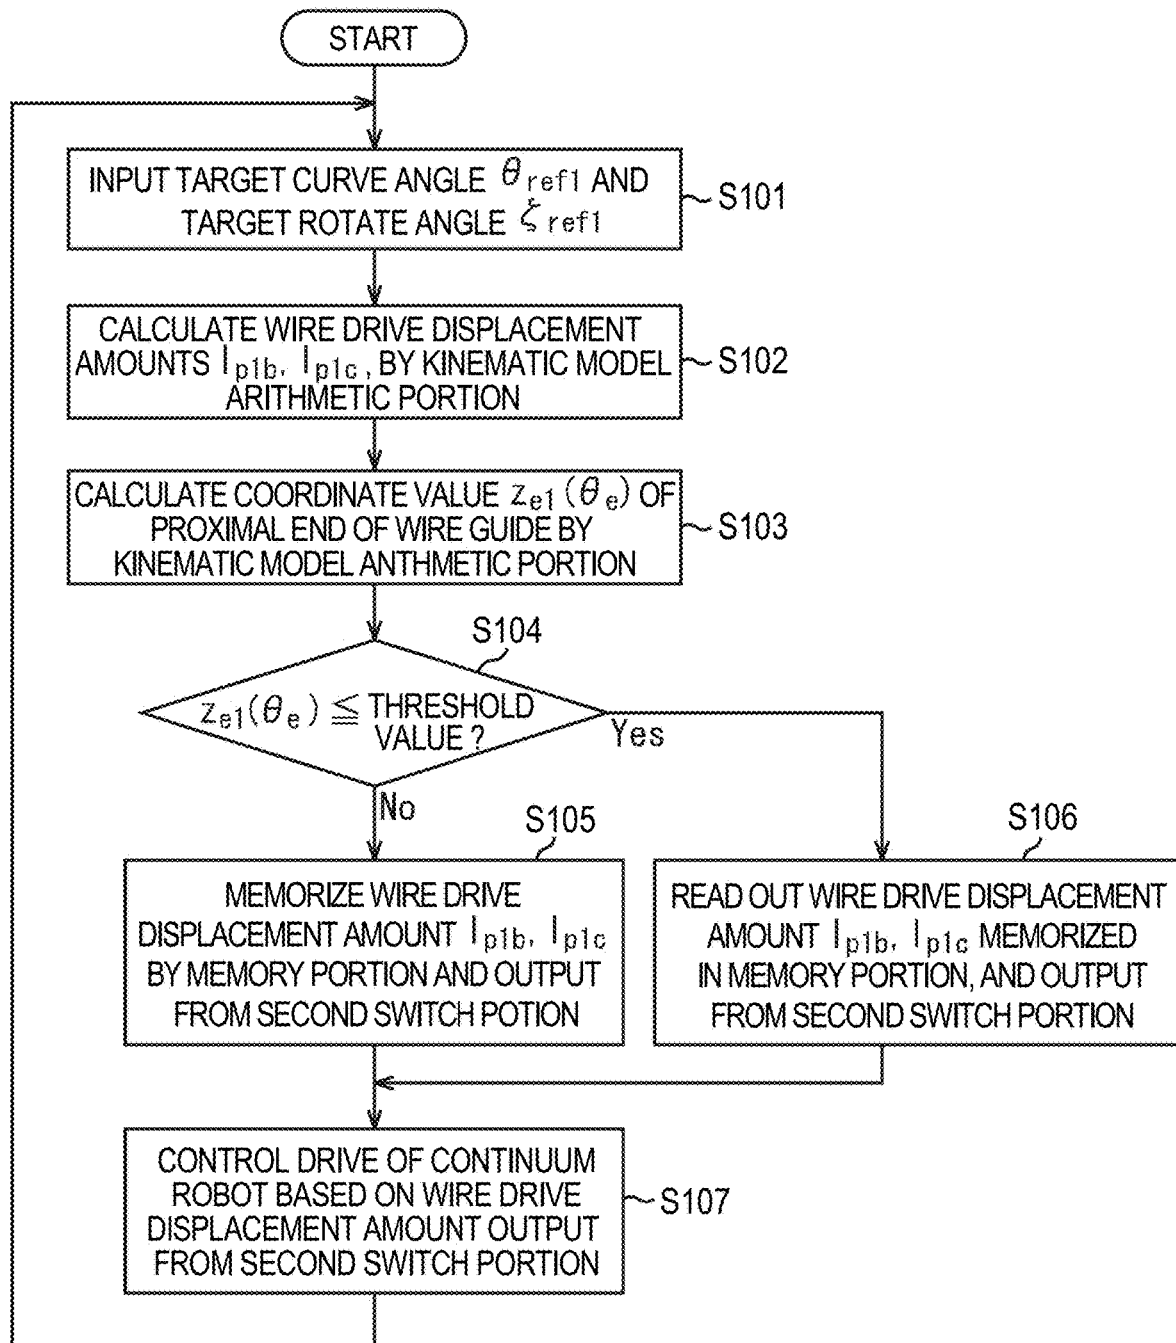 START
INPUT TARGET CURVE ANGLE θref1 AND
TARGET ROTATE ANGLE ζref1
S101
CALCULATE WIRE DRIVE DISPLACEMENT
AMOUNTS lp1b, lp1c, BY KINEMATIC MODEL
ARITHMETIC PORTION
S102
CALCULATE COORDINATE VALUE ze1(θe) OF
PROXIMAL END OF WIRE GUIDE BY
KINEMATIC MODEL ANTHMETIC PORTION
S103
S104
ze1(θe) ≦ THRESHOLD
VALUE ?
Yes
No
S105
MEMORIZE WIRE DRIVE
DISPLACEMENT AMOUNT lp1b, lp1c
BY MEMORY PORTION AND OUTPUT
FROM SECOND SWITCH POTION
S106
READ OUT WIRE DRIVE DISPLACEMENT
AMOUNT lp1b, lp1c MEMORIZED
IN MEMORY PORTION, AND OUTPUT
FROM SECOND SWITCH PORTION
CONTROL DRIVE OF CONTINUUM
ROBOT BASED ON WIRE DRIVE
DISPLACEMENT AMOUNT OUTPUT
FROM SECOND SWITCH PORTION
S107